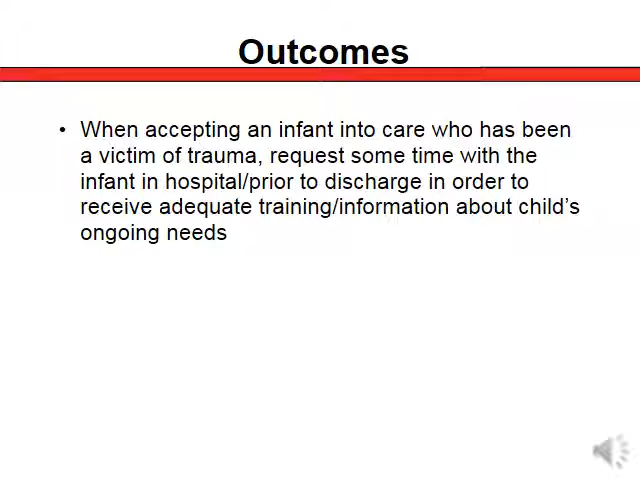 Outcomes
• When accepting an infant into care who has been
a victim of trauma, request some time with the
infant in hospital/prior to discharge in order to
receive adequate training/information about child's
ongoing needs